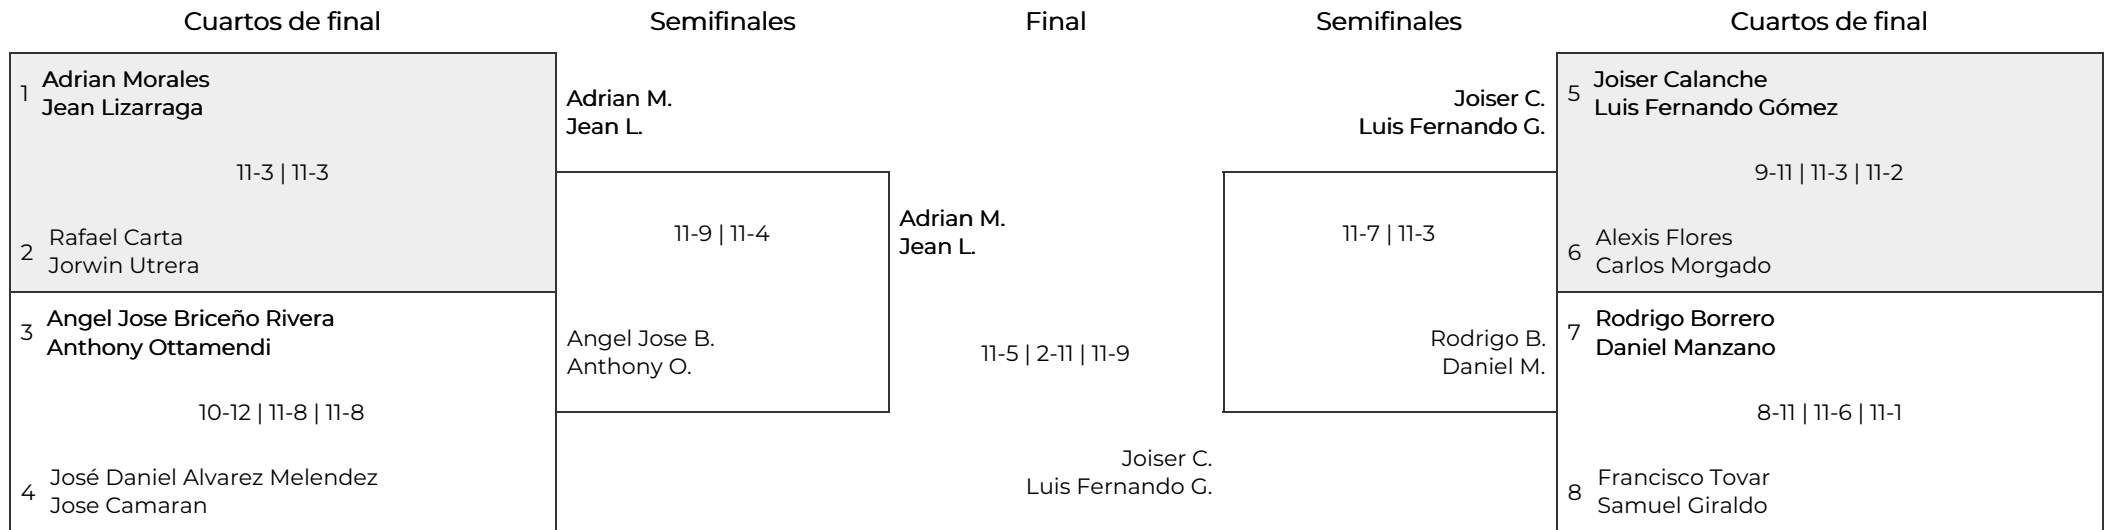 Cuartos de final
Semifinales
Final
Semifinales
Cuartos de final
1
Adrian Morales
Jean Lizarraga
11-3 | 11-3
2
Rafael Carta
Jorwin Utrera
3
Angel Jose Briceño Rivera
Anthony Ottamendi
10-12 | 11-8 | 11-8
4
José Daniel Alvarez Melendez
Jose Camaran
Adrian M.
Jean L.
11-9 | 11-4
Angel Jose B.
Anthony O.
Adrian M.
Jean L.
11-5 | 2-11 | 11-9
Joiser C.
Luis Fernando G.
Joiser C.
Luis Fernando G.
11-7 | 11-3
Rodrigo B.
Daniel M.
5
Joiser Calanche
Luis Fernando Gómez
9-11 | 11-3 | 11-2
6
Alexis Flores
Carlos Morgado
7
Rodrigo Borrero
Daniel Manzano
8-11 | 11-6 | 11-1
8
Francisco Tovar
Samuel Giraldo